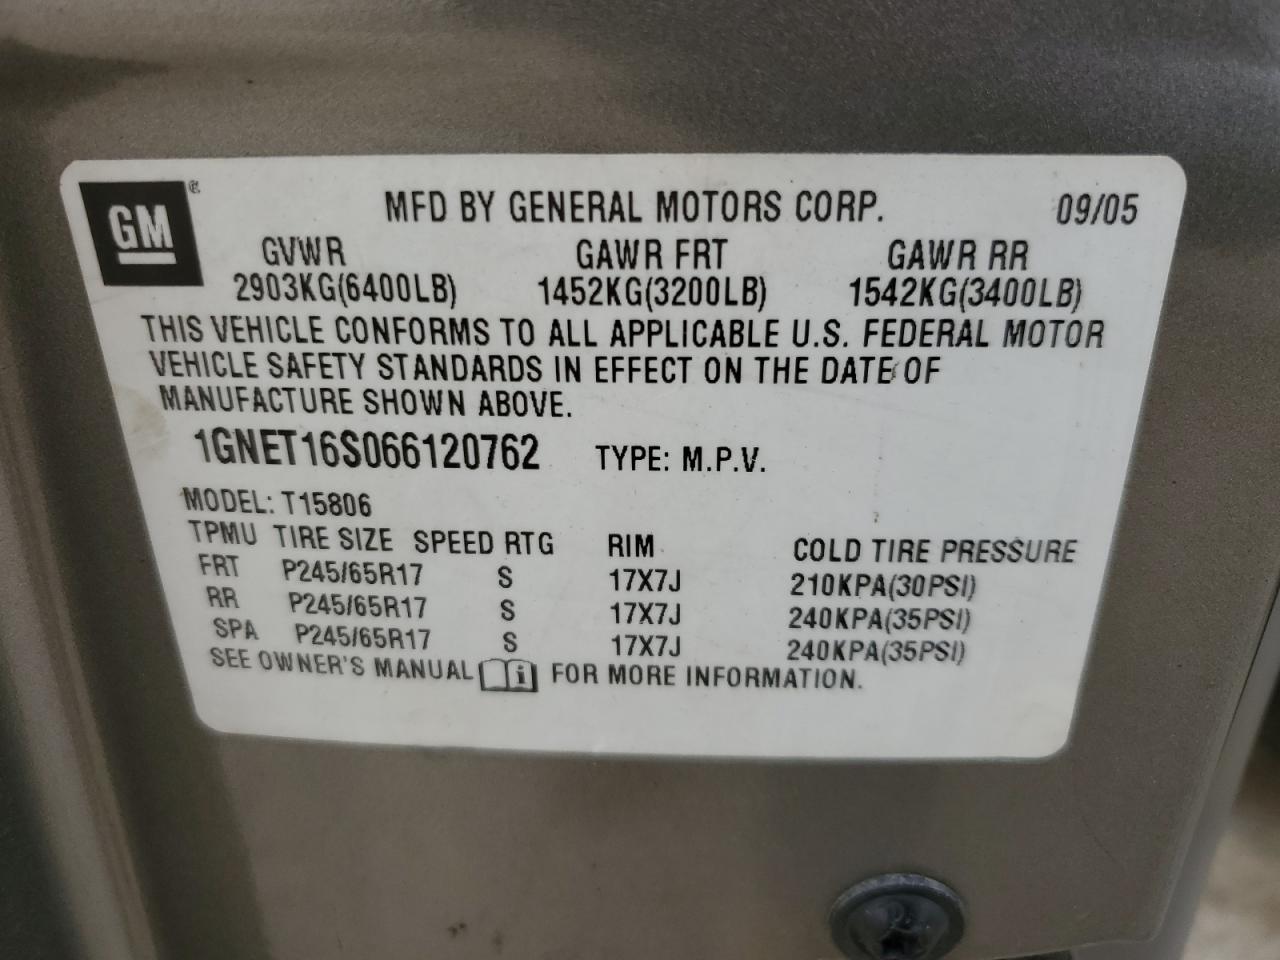 GM ®
MFD BY GENERAL MOTORS CORP. 09/05
GVWR GAWR FRT GAWR RR
2903KG(6400LB) 1452KG(3200LB) 1542KG(3400LB)
THIS VEHICLE CONFORMS TO ALL APPLICABLE U.S. FEDERAL MOTOR
VEHICLE SAFETY STANDARDS IN EFFECT ON THE DATE OF
MANUFACTURE SHOWN ABOVE.
1GNET16S066120762 TYPE: M.P.V.
MODEL: T15806
TPMU TIRE SIZE SPEED RTG RIM COLD TIRE PRESSURE
FRT P245/65R17 S 17X7J 210KPA(30PSI)
RR P245/65R17 S 17X7J 240KPA(35PSI)
SPA P245/65R17 S 17X7J 240KPA(35PSI)
SEE OWNER'S MANUAL i FOR MORE INFORMATION.